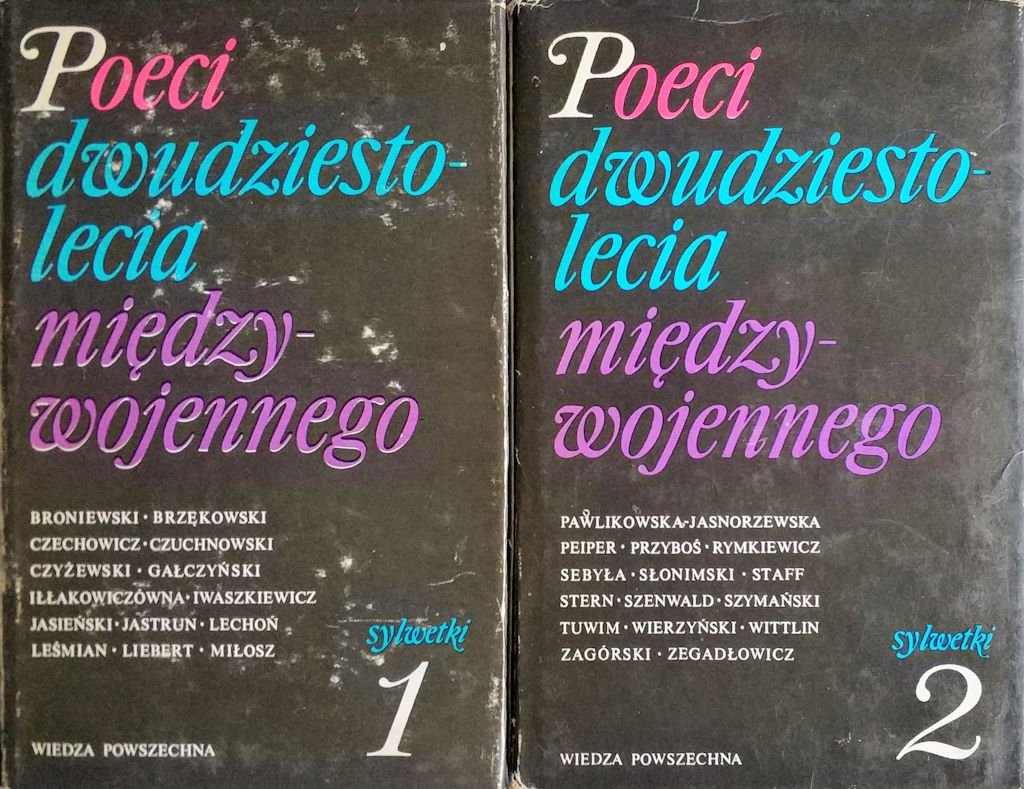 Poeci
dwudziesto-
lecia
między-
wojennego
BRONIEWSKI · BRZĘKOWSKI
CZECHOWICZ · CZUCHNOWSKI
CZYŻEWSKI · GAŁCZYŃSKI
IŁŁAKOWICZÓWNA · IWASZKIEWICZ
JASIEŃSKI · JASTRUN · LECHOŃ
LEŚMIAN · LIEBERT · MIŁOSZ
sylwetki
1
WIEDZA POWSZECHNA
Poeci
dwudziesto-
lecia
między-
wojennego
PAWLIKOWSKA-JASNORZEWSKA
PEIPER · PRZYBOŚ · RYMKIEWICZ
SEBYŁA · SŁONIMSKI · STAFF
STERN · SZENWALD · SZYMAŃSKI
TUWIM · WIERZYŃSKI · WITTLIN
ZAGÓRSKI · ZEGADŁOWICZ
sylwetki
2
WIEDZA POWSZECHNA